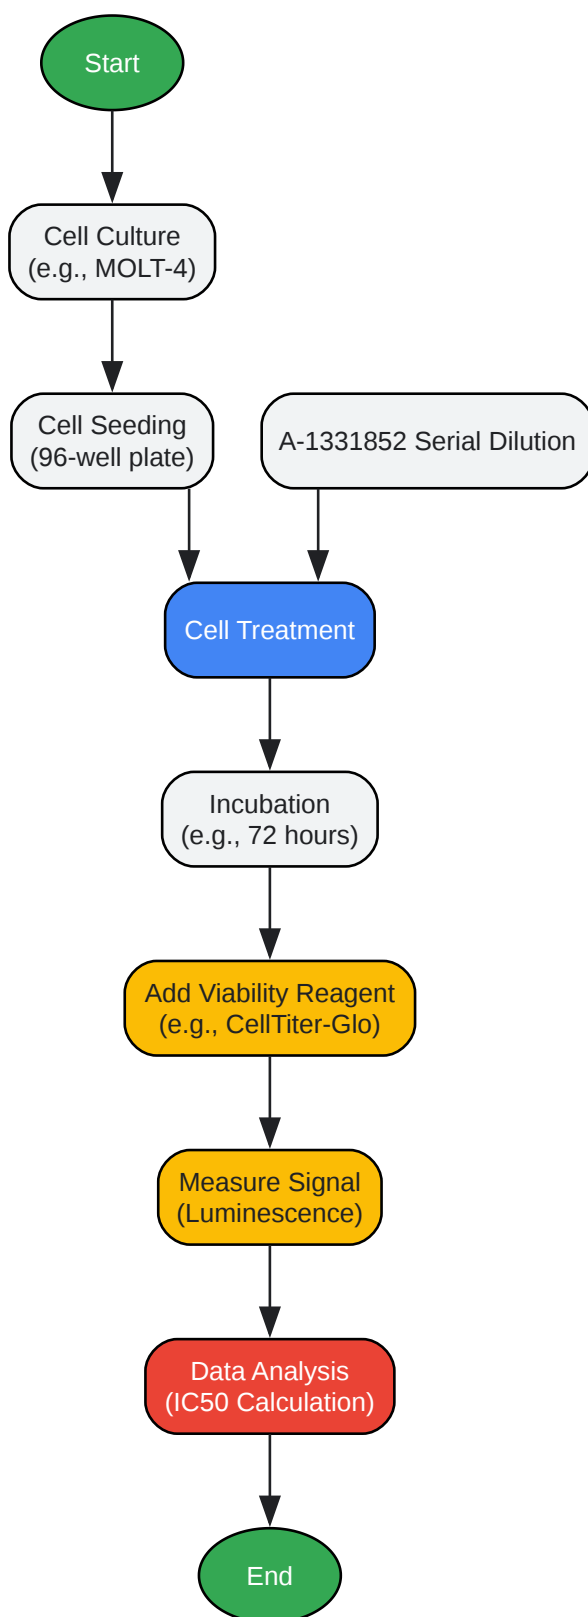 Start
Cell Culture
(e.g., MOLT-4)
Cell Seeding
(96-well plate)
A-1331852 Serial Dilution
Cell Treatment
Incubation
(e.g., 72 hours)
Add Viability Reagent
(e.g., CellTiter-Glo)
Measure Signal
(Luminescence)
Data Analysis
(IC50 Calculation)
End